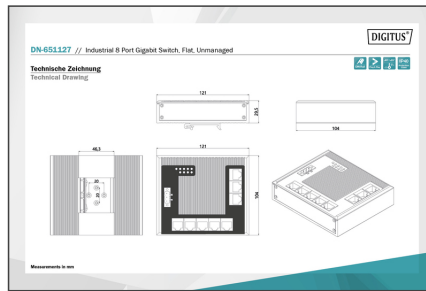 DIGITUS®
DN-651127 // Industrial 8 Port Gigabit Switch, Flat, Unmanaged
Technische Zeichnung
Technical Drawing
121
29,5
104
46,3
20
121
104
Measurements in mm